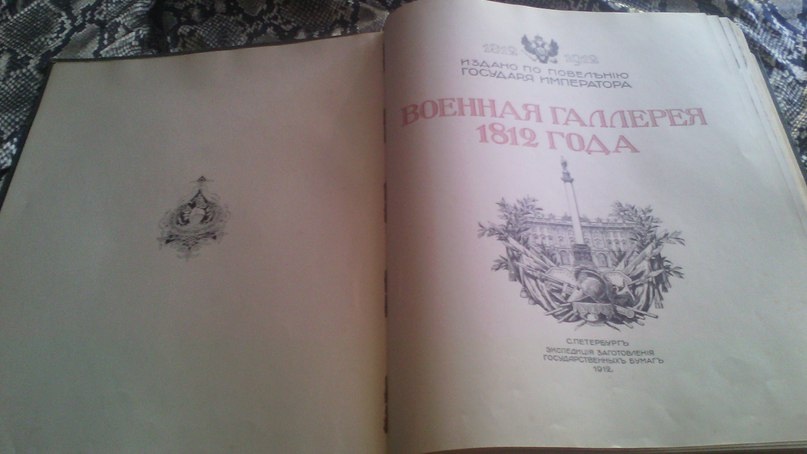 1812 1912
ИЗДАНО ПО ПОВЕЛѢНІЮ
ГОСУДАРЯ ИМПЕРАТОРА
ВОЕННАЯ ГАЛЛЕРЕЯ
1812 ГОДА
С.ПЕТЕРБУРГЪ
ЭКСПЕДИЦІЯ ЗАГОТОВЛЕНІЯ
ГОСУДАРСТВЕННЫХЪ БУМАГЪ
1912.